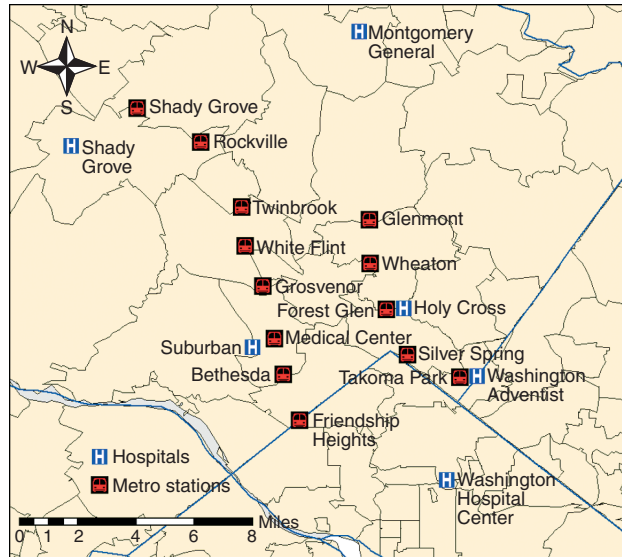 N
Montgomery
General
W
E
S
Shady Grove
Rockville
Shady
Grove
Twinbrook
Glenmont
White Flint
Wheaton
Grosvenor
Forest Glen
H Holy Cross
Suburban
H
Medical Center
Silver Spring
Bethesda
Takoma Park
H Washington
Adventist
Friendship
Heights
H Hospitals
Metro stations
H Washington
Hospital
Center
0 1 2 4 6 8 Miles